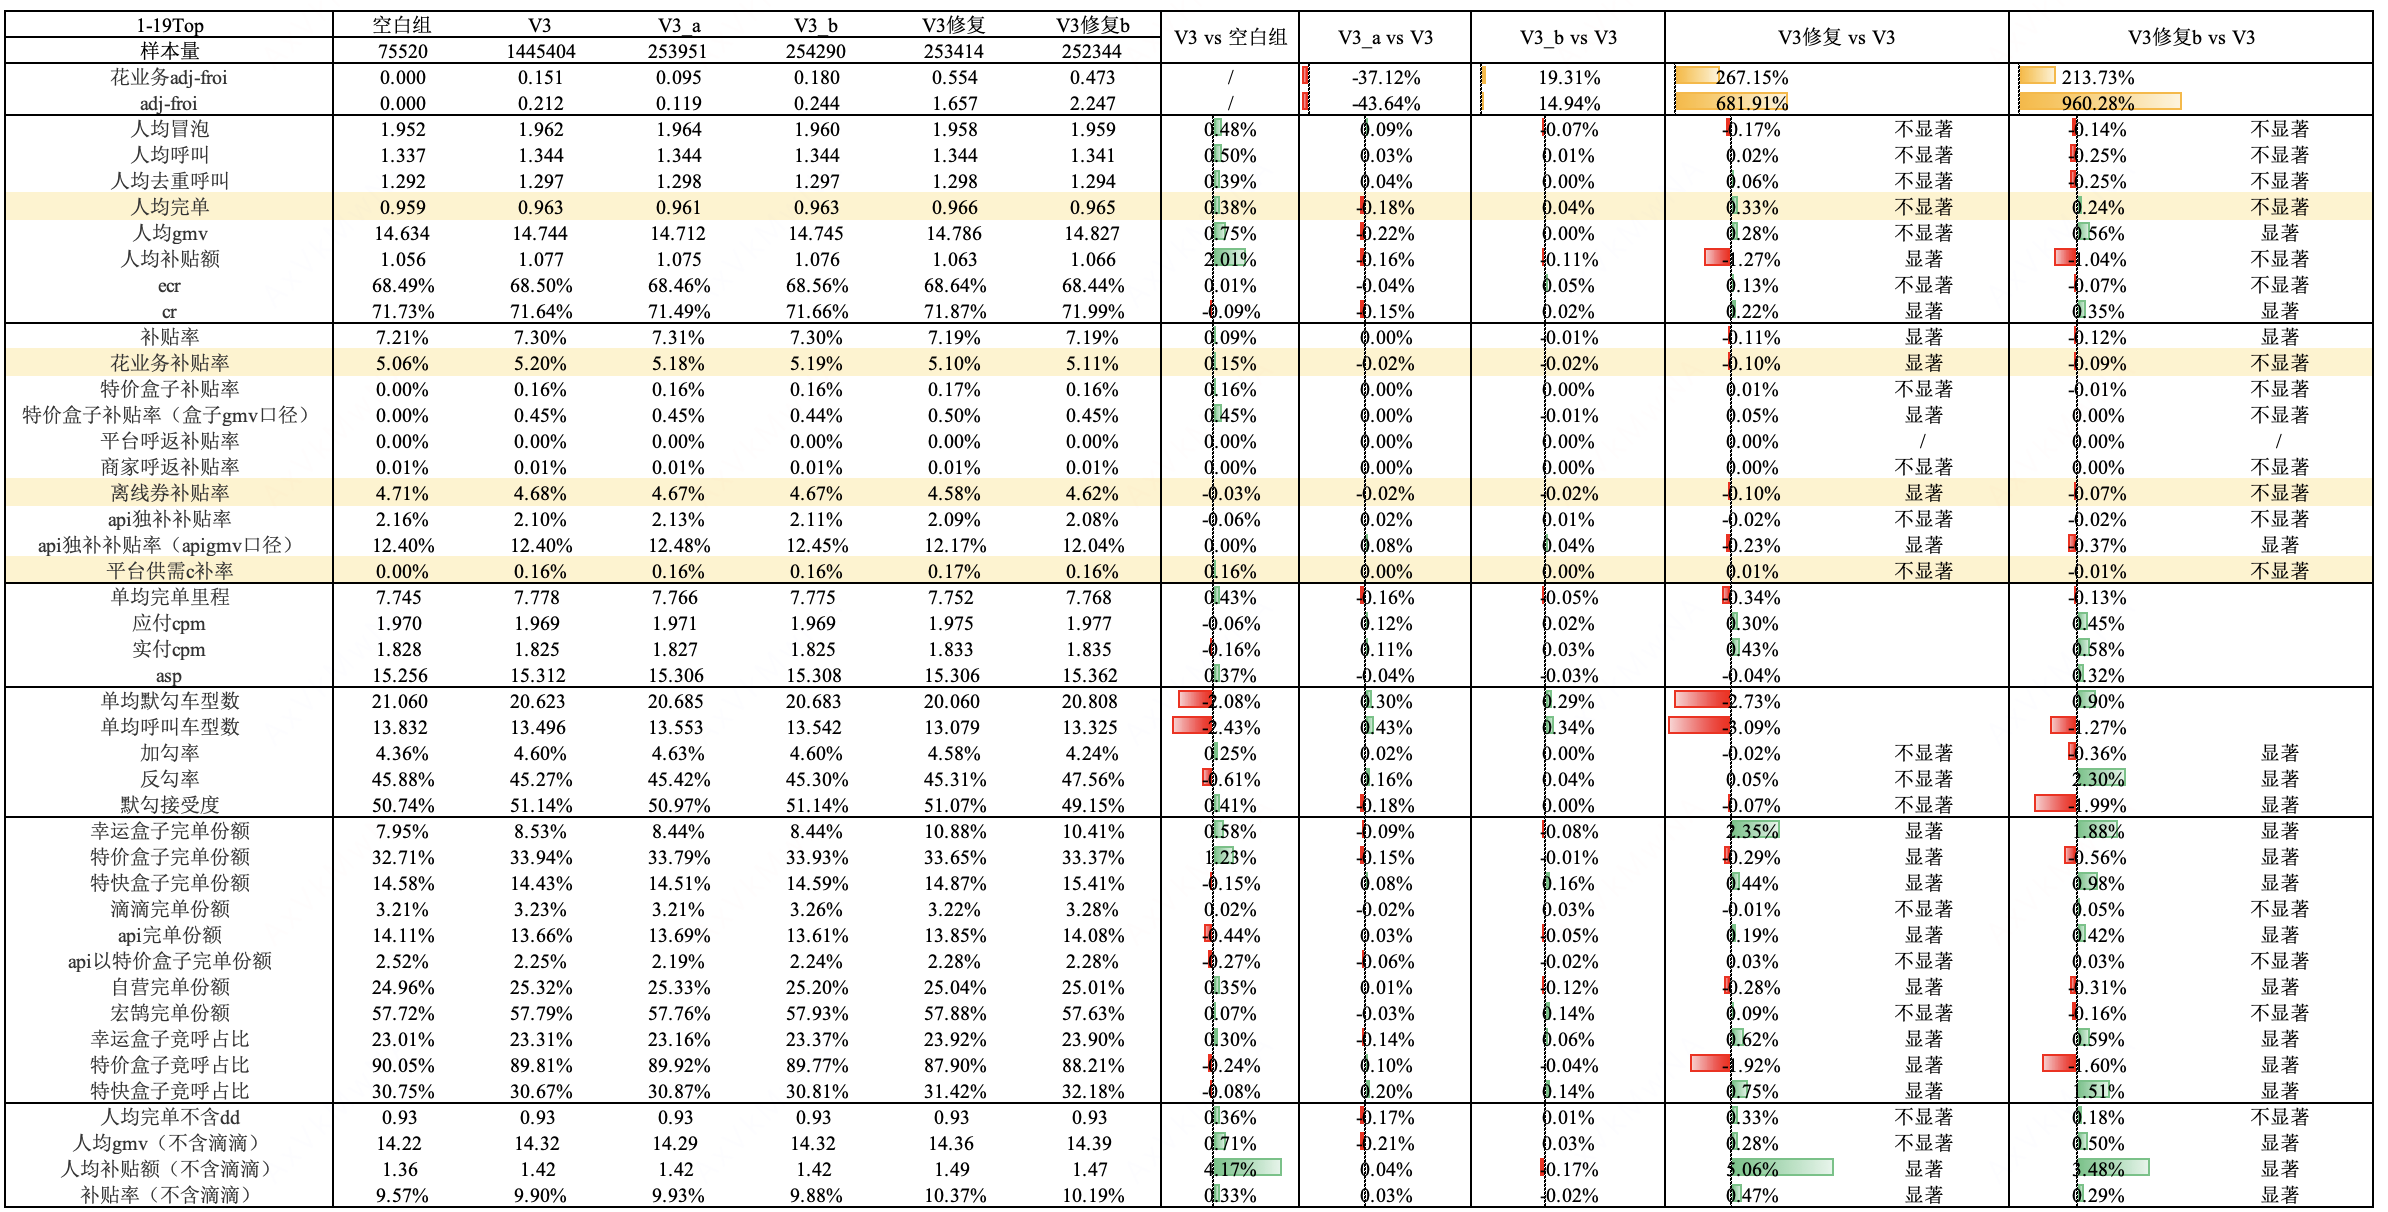 1-19Top 空白组 V3 V3_a V3_b V3修复 V3修复b V3 vs 空白组 V3_a vs V3 V3_b vs V3 V3修复 vs V3 V3修复b vs V3
样本量 75520 1445404 253951 254290 253414 252344
花业务adj-froi 0.000 0.151 0.095 0.180 0.554 0.473 / -37.12% 19.31% 267.15% 213.73%
adj-froi 0.000 0.212 0.119 0.244 1.657 2.247 / -43.64% 14.94% 681.91% 960.28%
人均冒泡 1.952 1.962 1.964 1.960 1.958 1.959 0.48% 0.09% -0.07% -0.17% 不显著 -0.14% 不显著
人均呼叫 1.337 1.344 1.344 1.344 1.344 1.341 0.50% 0.03% 0.01% 0.02% 不显著 -0.25% 不显著
人均去重呼叫 1.292 1.297 1.298 1.297 1.298 1.294 0.39% 0.04% 0.00% 0.06% 不显著 -0.25% 不显著
人均完单 0.959 0.963 0.961 0.963 0.966 0.965 0.38% -0.18% 0.04% 0.33% 不显著 0.24% 不显著
人均gmv 14.634 14.744 14.712 14.745 14.786 14.827 0.75% -0.22% 0.00% 0.28% 不显著 0.56% 显著
人均补贴额 1.056 1.077 1.075 1.076 1.063 1.066 2.01% -0.16% -0.11% -1.27% 显著 -1.04% 不显著
ecr 68.49% 68.50% 68.46% 68.56% 68.64% 68.44% 0.01% -0.04% 0.05% 0.13% 不显著 -0.07% 不显著
cr 71.73% 71.64% 71.49% 71.66% 71.87% 71.99% -0.09% -0.15% 0.02% 0.22% 显著 0.35% 显著
补贴率 7.21% 7.30% 7.31% 7.30% 7.19% 7.19% 0.09% 0.00% -0.01% -0.11% 显著 -0.12% 显著
花业务补贴率 5.06% 5.20% 5.18% 5.19% 5.10% 5.11% 0.15% -0.02% -0.02% -0.10% 显著 -0.09% 不显著
特价盒子补贴率 0.00% 0.16% 0.16% 0.16% 0.17% 0.16% 0.16% 0.00% 0.00% 0.01% 不显著 -0.01% 不显著
特价盒子补贴率（盒子gmv口径） 0.00% 0.45% 0.45% 0.44% 0.50% 0.45% 0.45% 0.00% -0.01% 0.05% 显著 0.00% 不显著
平台呼返补贴率 0.00% 0.00% 0.00% 0.00% 0.00% 0.00% 0.00% 0.00% 0.00% 0.00% / 0.00% /
商家呼返补贴率 0.01% 0.01% 0.01% 0.01% 0.01% 0.01% 0.00% 0.00% 0.00% 0.00% 不显著 0.00% 不显著
离线券补贴率 4.71% 4.68% 4.67% 4.67% 4.58% 4.62% -0.03% -0.02% -0.02% -0.10% 显著 -0.07% 不显著
api独补补贴率 2.16% 2.10% 2.13% 2.11% 2.09% 2.08% -0.06% 0.02% 0.01% -0.02% 不显著 -0.02% 不显著
api独补补贴率（apigmv口径） 12.40% 12.40% 12.48% 12.45% 12.17% 12.04% 0.00% 0.08% 0.04% -0.23% 显著 -0.37% 显著
平台供需c补率 0.00% 0.16% 0.16% 0.16% 0.17% 0.16% 0.16% 0.00% 0.00% 0.01% 不显著 -0.01% 不显著
单均完单里程 7.745 7.778 7.766 7.775 7.752 7.768 0.43% -0.16% -0.05% -0.34% -0.13%
应付cpm 1.970 1.969 1.971 1.969 1.975 1.977 -0.06% 0.12% 0.02% 0.30% 0.45%
实付cpm 1.828 1.825 1.827 1.825 1.833 1.835 -0.16% 0.11% 0.03% 0.43% 0.58%
asp 15.256 15.312 15.306 15.308 15.306 15.362 0.37% -0.04% -0.03% -0.04% 0.32%
单均默勾车型数 21.060 20.623 20.685 20.683 20.060 20.808 -2.08% 0.30% 0.29% -2.73% 0.90%
单均呼叫车型数 13.832 13.496 13.553 13.542 13.079 13.325 -2.43% 0.43% 0.34% -3.09% -1.27%
加勾率 4.36% 4.60% 4.63% 4.60% 4.58% 4.24% 0.25% 0.02% 0.00% -0.02% 不显著 -0.36% 显著
反勾率 45.88% 45.27% 45.42% 45.30% 45.31% 47.56% -0.61% 0.16% 0.04% 0.05% 不显著 2.30% 显著
默勾接受度 50.74% 51.14% 50.97% 51.14% 51.07% 49.15% 0.41% -0.18% 0.00% -0.07% 不显著 -1.99% 显著
幸运盒子完单份额 7.95% 8.53% 8.44% 8.44% 10.88% 10.41% 0.58% -0.09% -0.08% 2.35% 显著 1.88% 显著
特价盒子完单份额 32.71% 33.94% 33.79% 33.93% 33.65% 33.37% 1.23% -0.15% -0.01% -0.29% 显著 -0.56% 显著
特快盒子完单份额 14.58% 14.43% 14.51% 14.59% 14.87% 15.41% -0.15% 0.08% 0.16% 0.44% 显著 0.98% 显著
滴滴完单份额 3.21% 3.23% 3.21% 3.26% 3.22% 3.28% 0.02% -0.02% 0.03% -0.01% 不显著 0.05% 不显著
api完单份额 14.11% 13.66% 13.69% 13.61% 13.85% 14.08% -0.44% 0.03% -0.05% 0.19% 显著 0.42% 显著
api以特价盒子完单份额 2.52% 2.25% 2.19% 2.24% 2.28% 2.28% -0.27% -0.06% -0.02% 0.03% 不显著 0.03% 不显著
自营完单份额 24.96% 25.32% 25.33% 25.20% 25.04% 25.01% 0.35% 0.01% -0.12% -0.28% 显著 -0.31% 显著
宏鹄完单份额 57.72% 57.79% 57.76% 57.93% 57.88% 57.63% 0.07% -0.03% 0.14% 0.09% 不显著 -0.16% 不显著
幸运盒子竞呼占比 23.01% 23.31% 23.16% 23.37% 23.92% 23.90% 0.30% -0.14% 0.06% 0.62% 显著 0.59% 显著
特价盒子竞呼占比 90.05% 89.81% 89.92% 89.77% 87.90% 88.21% -0.24% 0.10% -0.04% -1.92% 显著 -1.60% 显著
特快盒子竞呼占比 30.75% 30.67% 30.87% 30.81% 31.42% 32.18% -0.08% 0.20% 0.14% 0.75% 显著 1.51% 显著
人均完单不含dd 0.93 0.93 0.93 0.93 0.93 0.93 0.36% -0.17% 0.01% 0.33% 不显著 0.18% 不显著
人均gmv（不含滴滴） 14.22 14.32 14.29 14.32 14.36 14.39 0.71% -0.21% 0.03% 0.28% 不显著 0.50% 显著
人均补贴额（不含滴滴） 1.36 1.42 1.42 1.42 1.49 1.47 4.17% 0.04% -0.17% 5.06% 显著 3.48% 显著
补贴率（不含滴滴） 9.57% 9.90% 9.93% 9.88% 10.37% 10.19% 0.33% 0.03% -0.02% 0.47% 显著 0.29% 显著